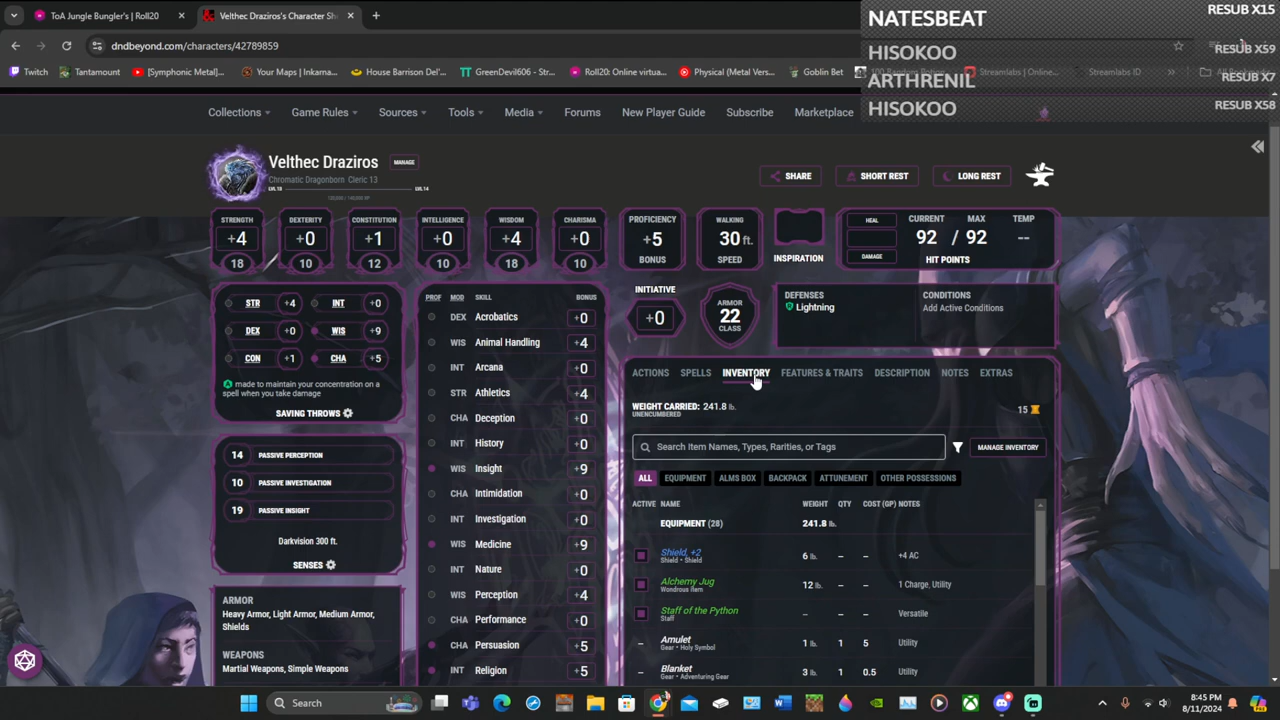 ToA Jungle Bungler's | Roll20
Velthec Draziros's Character Sh
NATESBEAT
RESUB X15
HISOKOO
RESUB X59
ARTHRENIL
RESUB X7
HISOKOO
RESUB X58
dndbeyond.com/characters/42789859
Twitch
Tantamount
[Symphonic Metal]...
Your Maps | Inkarna...
House Barrison Del'...
GreenDevil606 - Str...
Roll20: Online virtua...
Physical (Metal Vers...
Goblin Bet
Streamlabs | Online...
Streamlabs ID
»
Collections
Game Rules
Sources
Tools
Media
Forums
New Player Guide
Subscribe
Marketplace
Velthec Draziros
MANAGE
Chromatic Dragonborn Cleric 13
LVL 13
LVL 14
SHARE
SHORT REST
LONG REST
STRENGTH
+4
18
DEXTERITY
+0
10
CONSTITUTION
+1
12
INTELLIGENCE
+0
10
WISDOM
+4
18
CHARISMA
+0
10
PROFICIENCY
+5
BONUS
WALKING
30 ft.
SPEED
INSPIRATION
HEAL
DAMAGE
CURRENT
MAX
TEMP
92 / 92
--
HIT POINTS
STR +4
INT +0
DEX +0
WIS +9
CON +1
CHA +5
made to maintain your concentration on a
spell when you take damage
SAVING THROWS
14 PASSIVE PERCEPTION
10 PASSIVE INVESTIGATION
19 PASSIVE INSIGHT
Darkvision 300 ft.
SENSES
ARMOR
Heavy Armor, Light Armor, Medium Armor,
Shields
WEAPONS
Martial Weapons, Simple Weapons
PROF MOD SKILL BONUS
DEX Acrobatics +0
WIS Animal Handling +4
INT Arcana +0
STR Athletics +4
CHA Deception +0
INT History +0
WIS Insight +9
CHA Intimidation +0
INT Investigation +0
WIS Medicine +9
INT Nature +0
WIS Perception +4
CHA Performance +0
CHA Persuasion +5
INT Religion +5
INITIATIVE
+0
ARMOR
22
CLASS
DEFENSES
Lightning
CONDITIONS
Add Active Conditions
ACTIONS
SPELLS
INVENTORY
FEATURES & TRAITS
DESCRIPTION
NOTES
EXTRAS
WEIGHT CARRIED: 241.8 lb.
UNENCUMBERED
15
Search Item Names, Types, Rarities, or Tags
MANAGE INVENTORY
ALL
EQUIPMENT
ALMS BOX
BACKPACK
ATTUNEMENT
OTHER POSSESSIONS
ACTIVE NAME WEIGHT QTY COST (GP) NOTES
EQUIPMENT (28) 241.8 lb.
Shield, +2 6 lb. -- -- +4 AC
Shield • Shield
Alchemy Jug 12 lb. -- -- 1 Charge, Utility
Wondrous Item
Staff of the Python -- Versatile
Staff
Amulet 1 lb. 1 5 Utility
Gear • Holy Symbol
Blanket 3 lb. 1 0.5 Utility
Gear • Adventuring Gear
Search
8:45 PM
8/11/2024